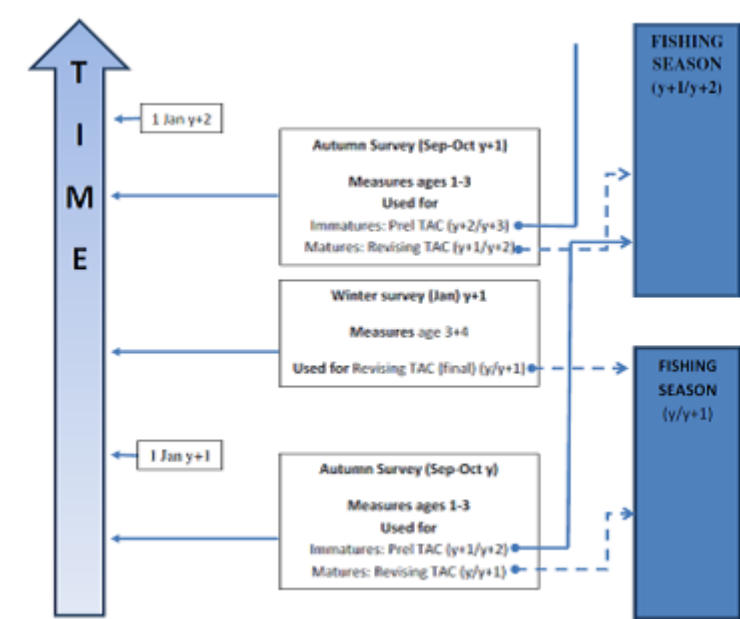 T
I
M
E
1 Jan y+2
Autumn Survey (Sep-Oct y+1)
Measures ages 1-3
Used for
Immatures: Prel TAC (y+2/y+3)
Matures: Revising TAC (y+1/y+2)
FISHING
SEASON
(y+1/y+2)
Winter survey (Jan) y+1
Measures age 3+4
Used for Revising TAC (final) (y/y+1)
FISHING
SEASON
(y/y+1)
1 Jan y+1
Autumn Survey (Sep-Oct y)
Measures ages 1-3
Used for
Immatures: Prel TAC (y+1/y+2)
Matures: Revising TAC (y/y+1)